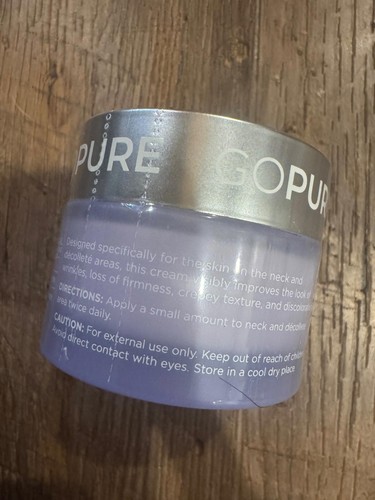 PURE GOPUR
Designed specifically for the skin on the neck and
décolleté areas, this cream visibly improves the look of
wrinkles, loss of firmness, crepey texture, and discolorat
DIRECTIONS: Apply a small amount to neck and décolleté
area twice daily.
CAUTION: For external use only. Keep out of reach of childre
Avoid direct contact with eyes. Store in a cool dry place